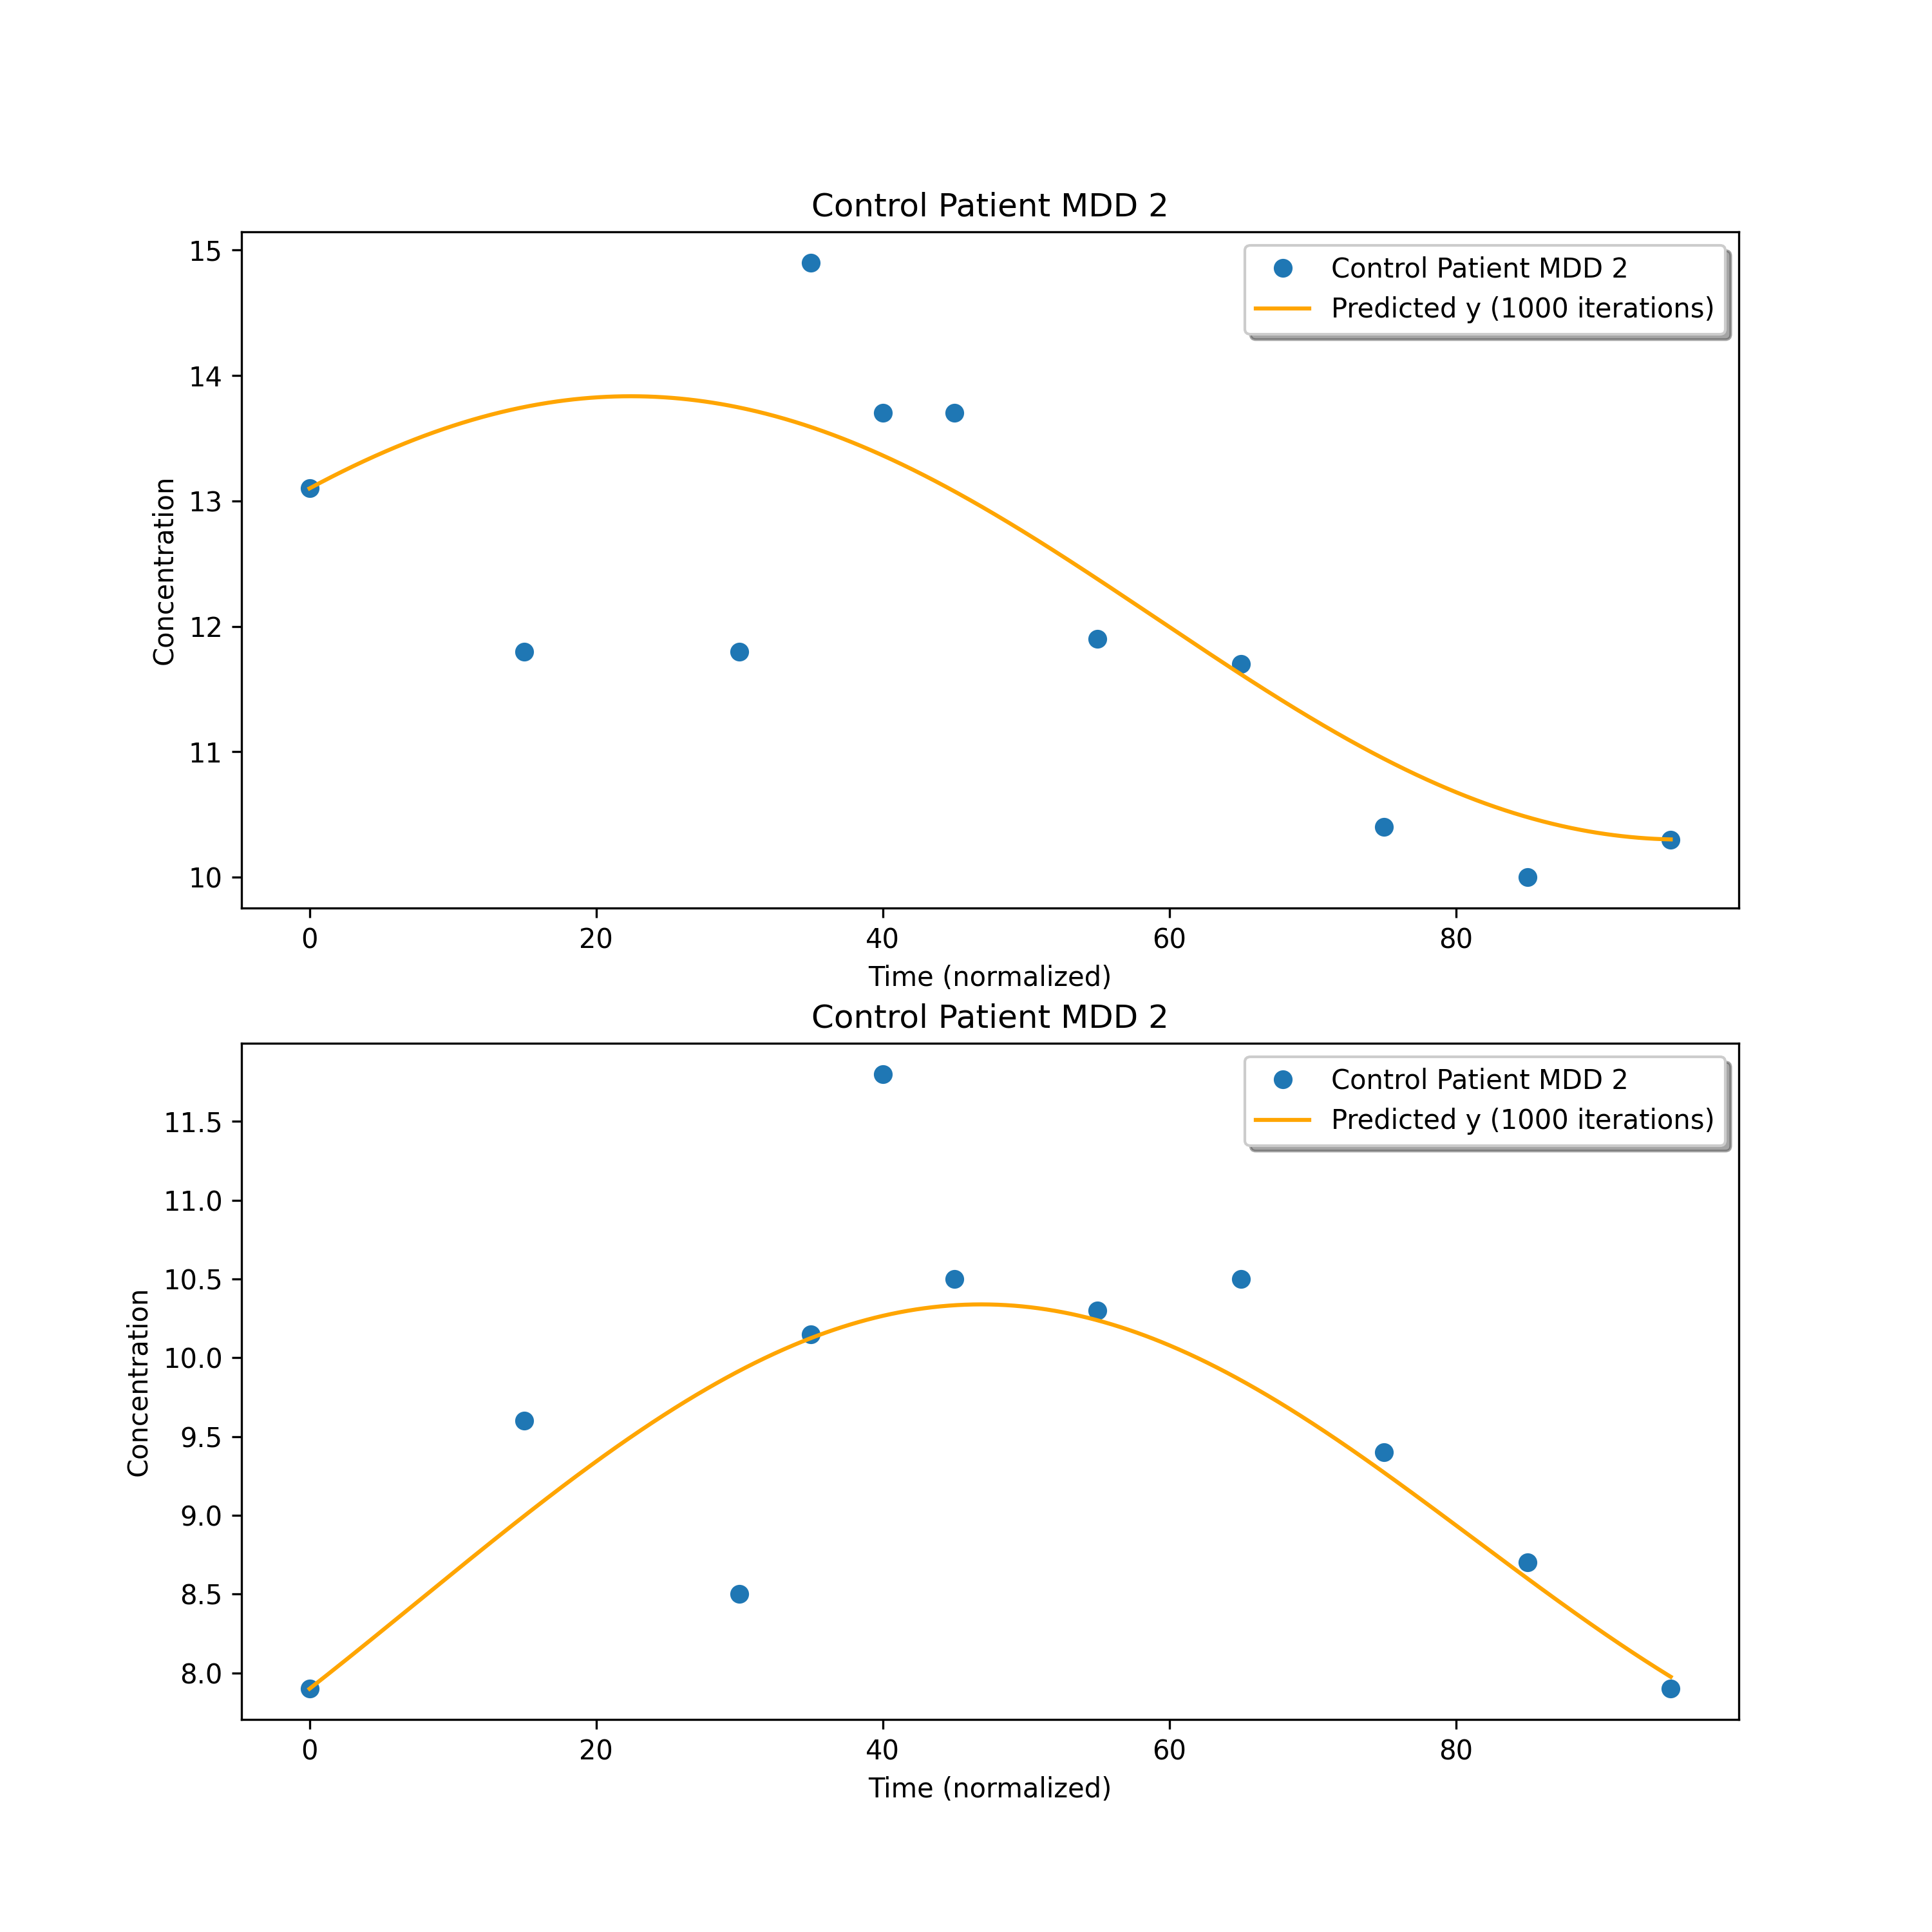 Control Patient MDD 2
15
14
13
12
11
10
Concentration
Control Patient MDD 2
Predicted y (1000 iterations)
0 20 40 60 80
Time (normalized)
Control Patient MDD 2
11.5
11.0
10.5
10.0
9.5
9.0
8.5
8.0
Concentration
Control Patient MDD 2
Predicted y (1000 iterations)
0 20 40 60 80
Time (normalized)